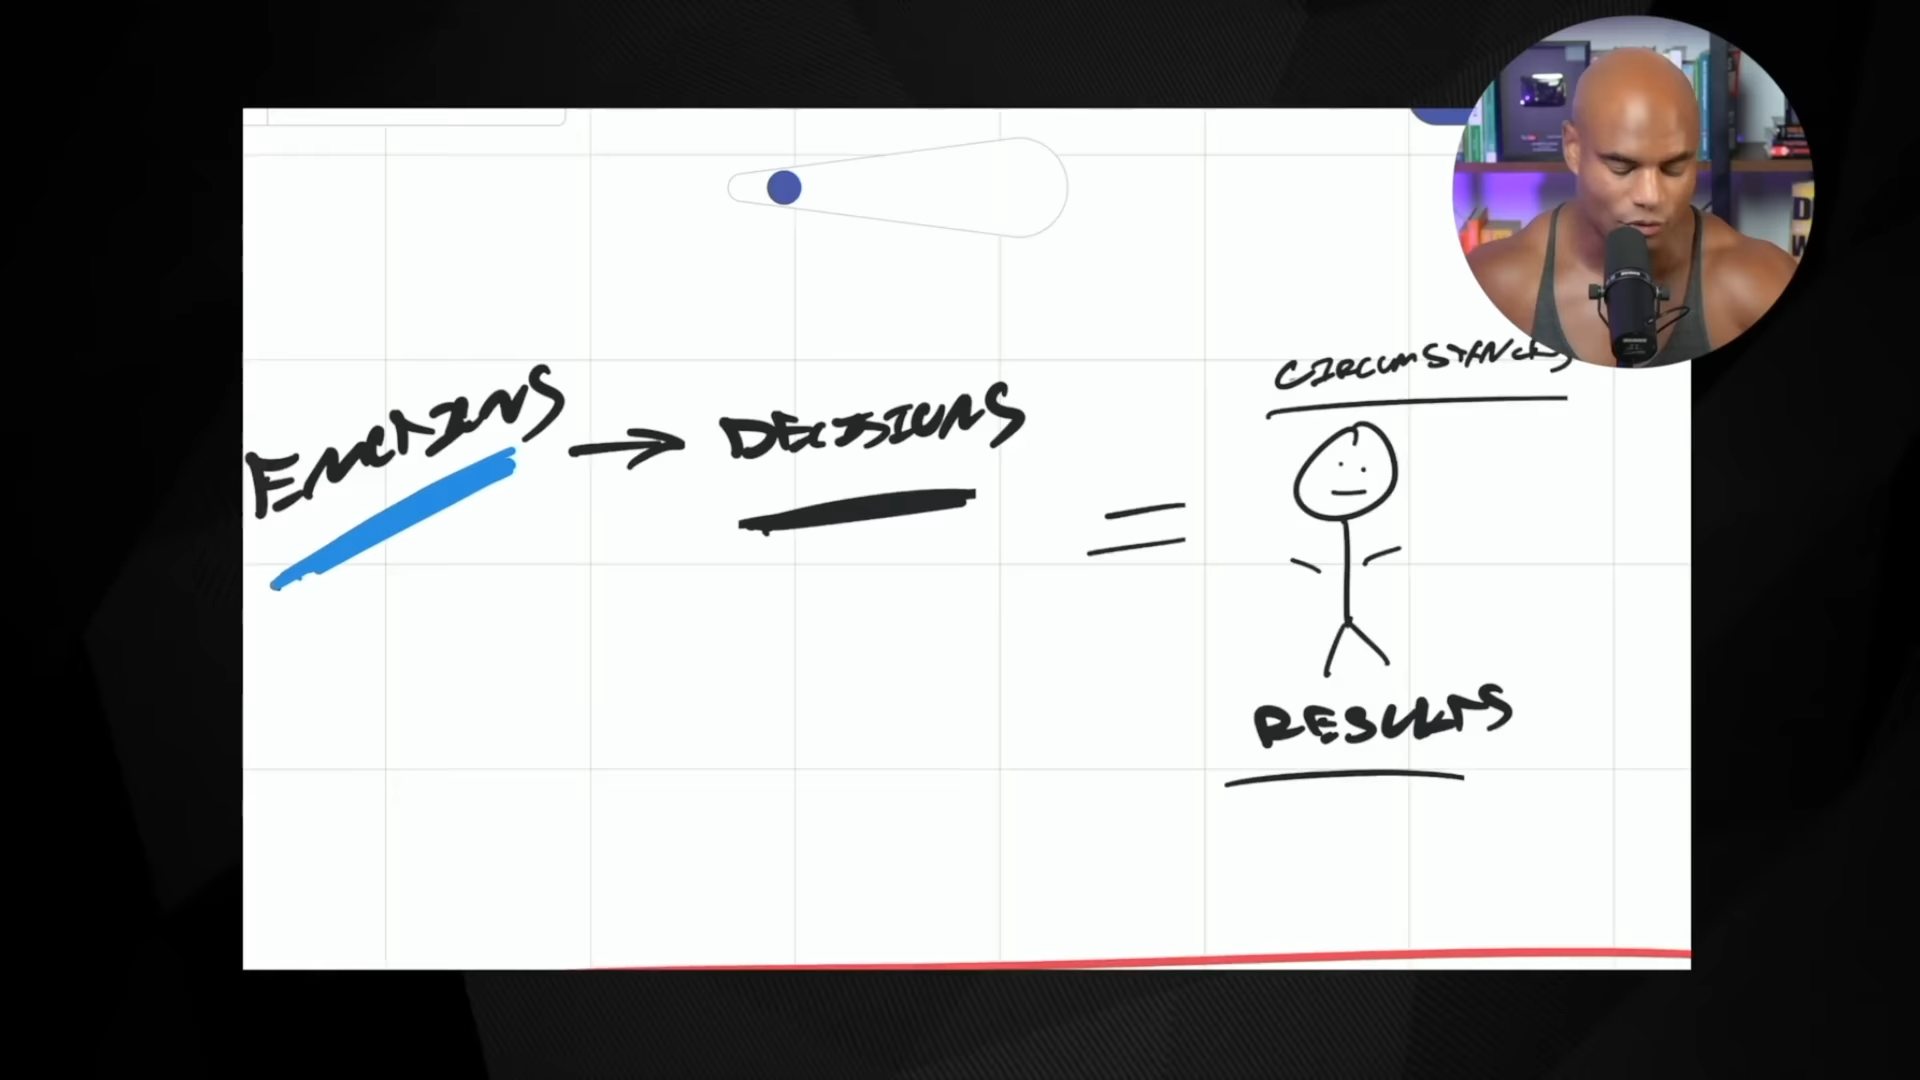 CIRCUMSTANCES
EMOTIONS → DECISIONS =
RESULTS